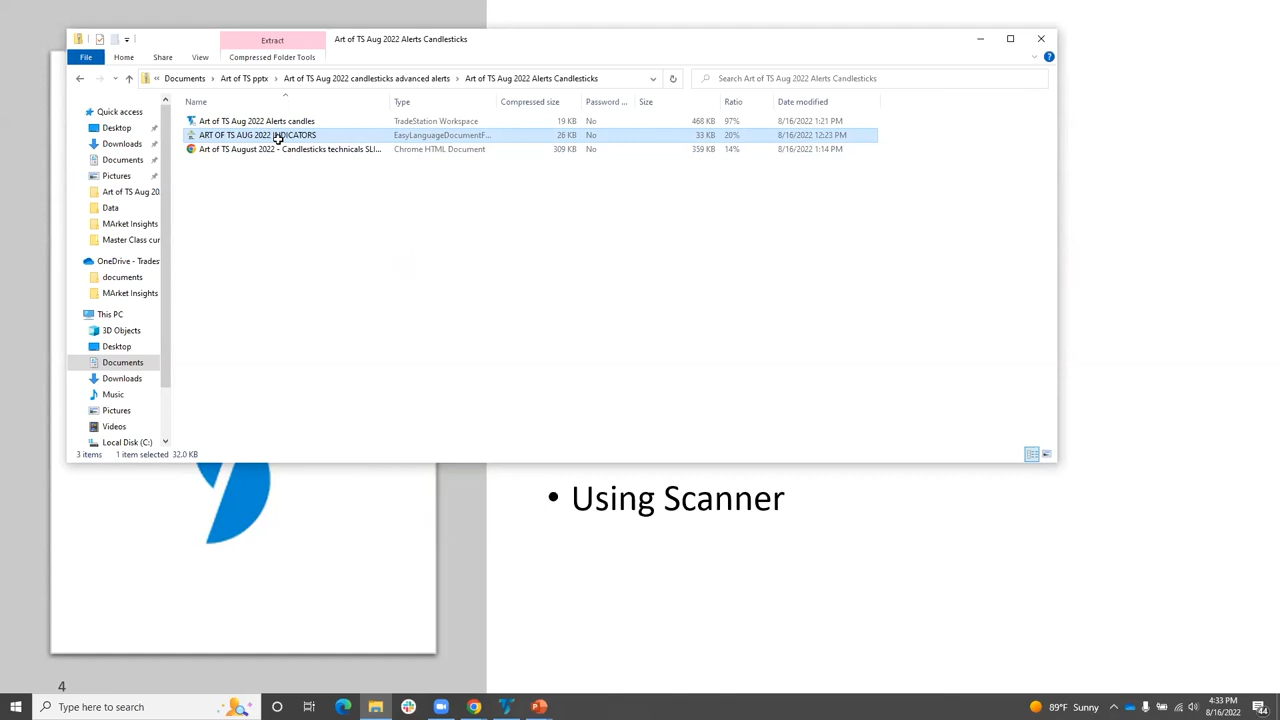 Extract
Art of TS Aug 2022 Alerts Candlesticks
File
Home
Share
View
Compressed Folder Tools
« Documents › Art of TS pptx › Art of TS Aug 2022 candlesticks advanced alerts › Art of TS Aug 2022 Alerts Candlesticks
Search Art of TS Aug 2022 Alerts Candlesticks
Name Type Compressed size Password ... Size Ratio Date modified
Art of TS Aug 2022 Alerts candles TradeStation Workspace 19 KB No 468 KB 97% 8/16/2022 1:21 PM
ART OF TS AUG 2022 INDICATORS EasyLanguageDocumentF... 26 KB No 33 KB 20% 8/16/2022 12:23 PM
Art of TS August 2022 - Candlesticks technicals SLI... Chrome HTML Document 309 KB No 359 KB 14% 8/16/2022 1:14 PM
Quick access
Desktop
Downloads
Documents
Pictures
Art of TS Aug 20
Data
MArket Insights
Master Class cur
OneDrive - Trades
documents
MArket Insights
This PC
3D Objects
Desktop
Documents
Downloads
Music
Pictures
Videos
Local Disk (C:)
3 items 1 item selected 32.0 KB
• Using Scanner
4
Type here to search
89°F Sunny
4:33 PM
8/16/2022
44